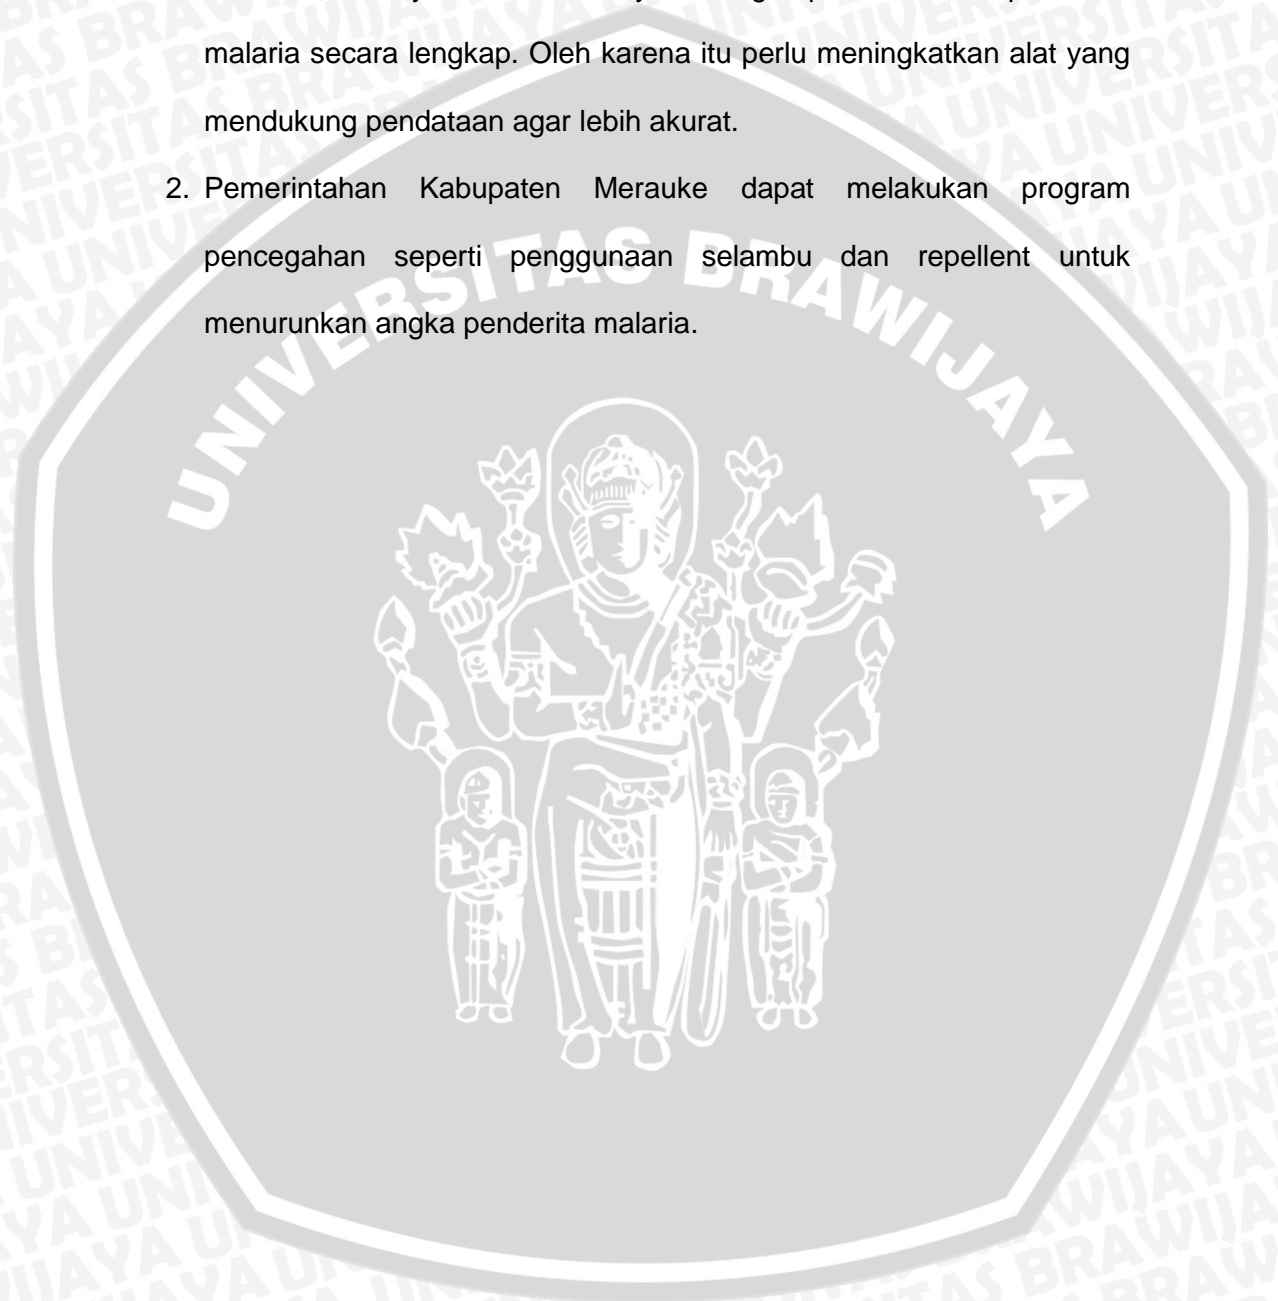 malaria secara lengkap. Oleh karena itu perlu meningkatkan alat yang
mendukung pendataan agar lebih akurat.
2. Pemerintahan Kabupaten Merauke dapat melakukan program
pencegahan seperti penggunaan selambu dan repellent untuk
menurunkan angka penderita malaria.
UNIVERSITAS BRAWIJAYA